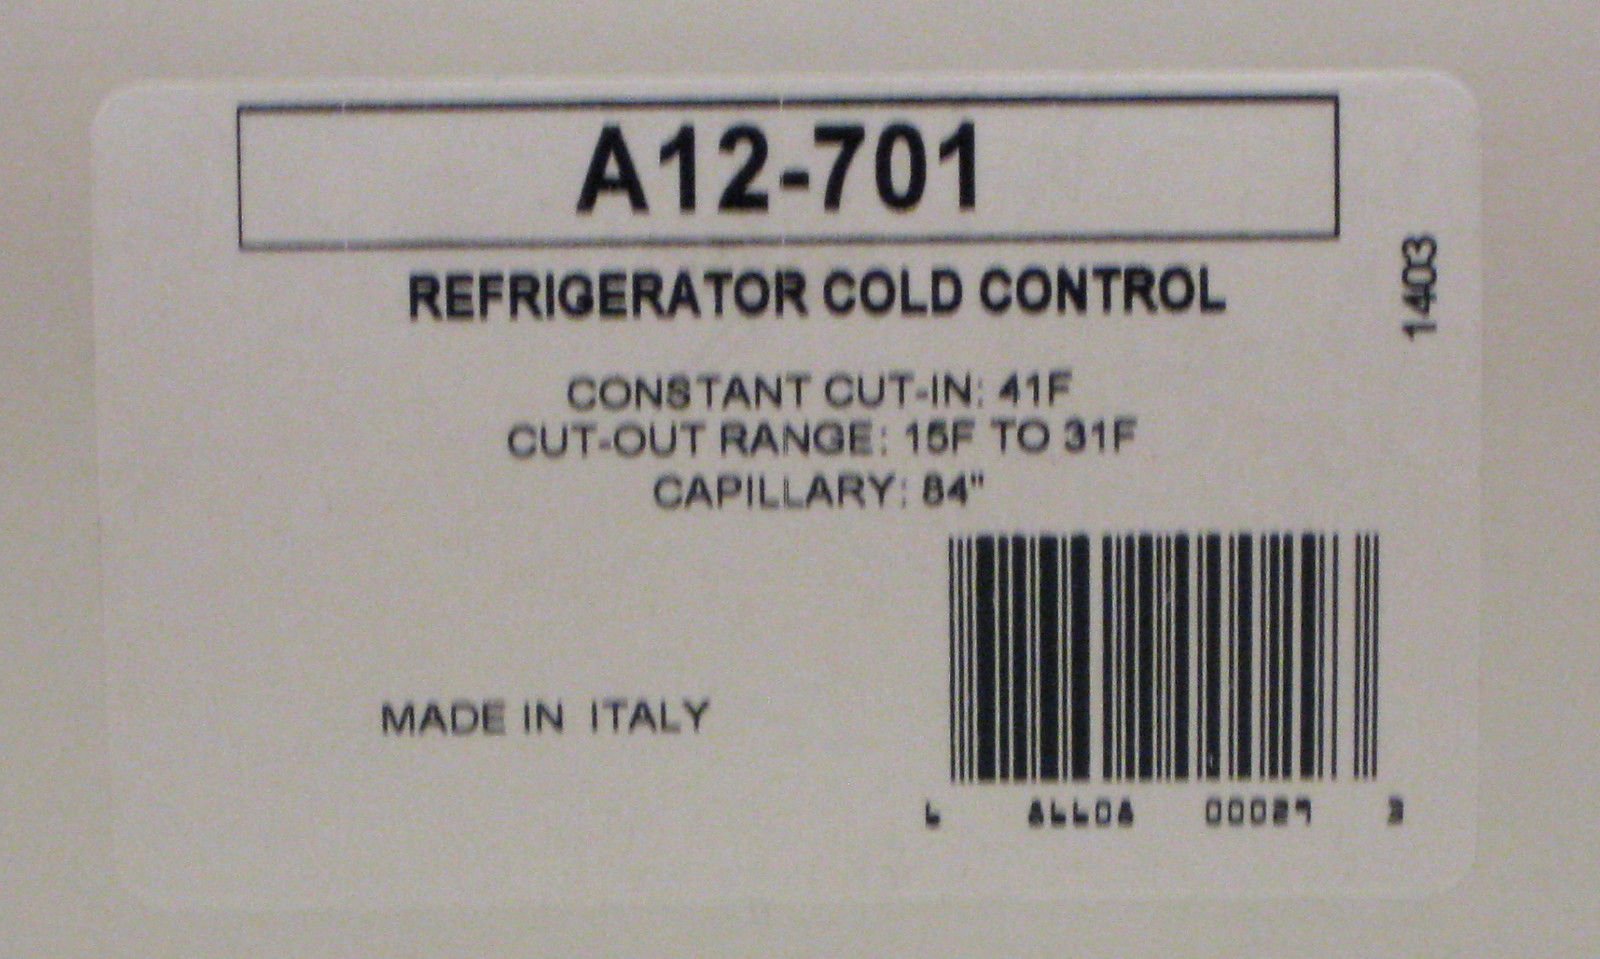 A12-701
REFRIGERATOR COLD CONTROL
1403
CONSTANT CUT-IN: 41F
CUT-OUT RANGE: 15F TO 31F
CAPILLARY: 84"
MADE IN ITALY